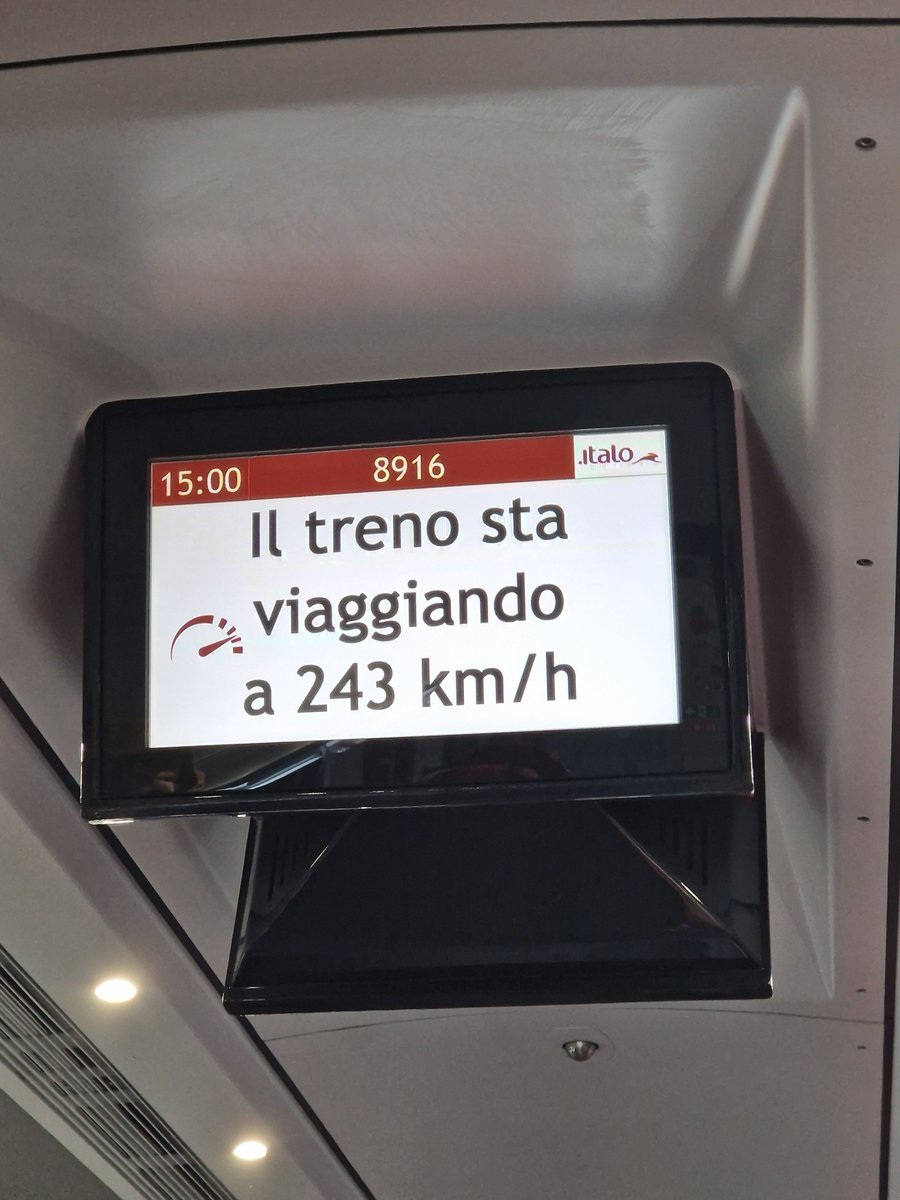 15:00 8916 .italo
Il treno sta
viaggiando
a 243 km/h